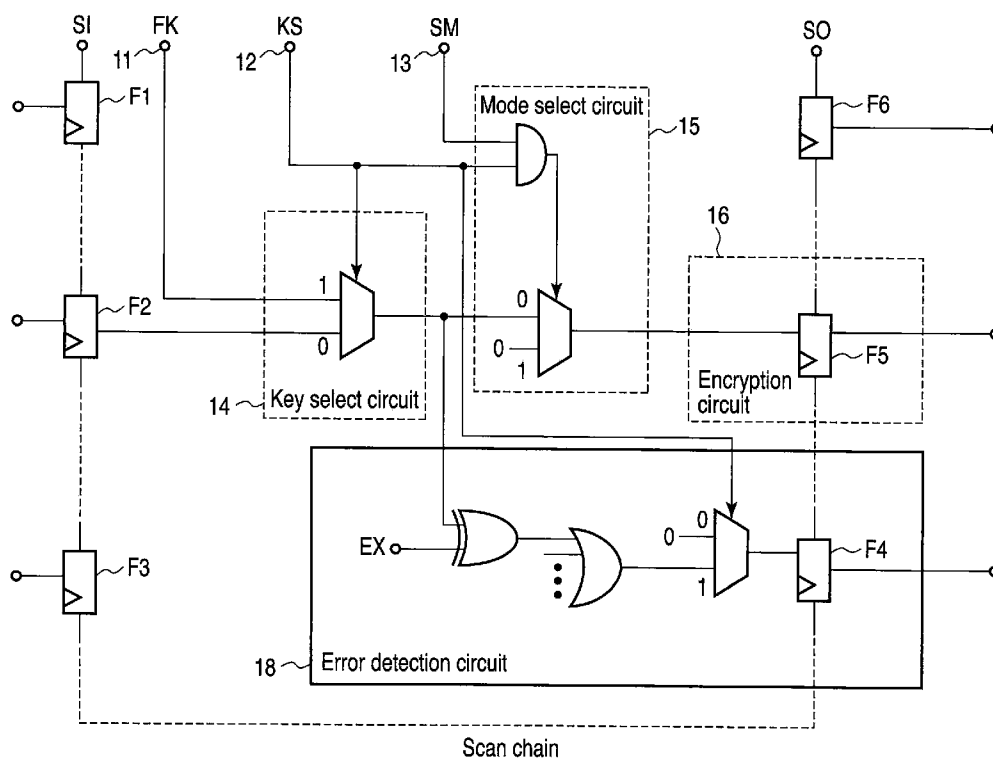 SI
FK
KS
SM
SO
11
12
13
F1
Mode select circuit
15
F6
16
1
F2
0
0
0
1
F5
14
Key select circuit
Encryption
circuit
0
0
EX
1
F4
F3
18
Error detection circuit
Scan chain